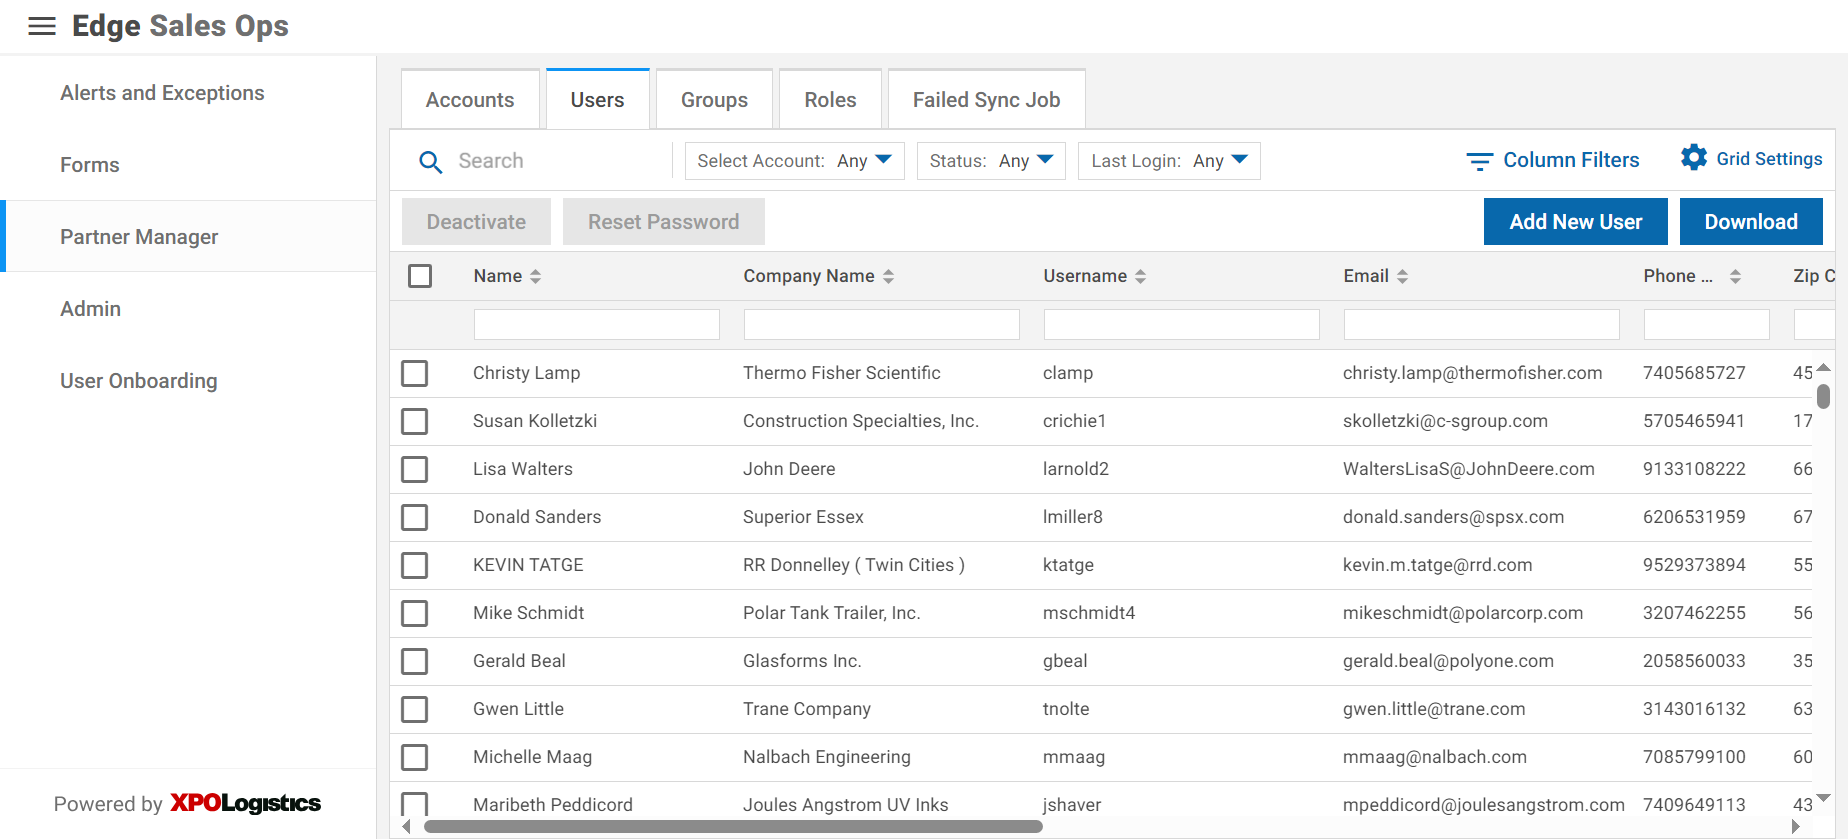 Edge Sales Ops
Alerts and Exceptions
Forms
Partner Manager
Admin
User Onboarding
Powered by XPOLogistics
Accounts Users Groups Roles Failed Sync Job
Search Select Account: Any Status: Any Last Login: Any Column Filters Grid Settings
Deactivate Reset Password Add New User Download
Name Company Name Username Email Phone ... Zip C
Christy Lamp Thermo Fisher Scientific clamp christy.lamp@thermofisher.com 7405685727 45
Susan Kolletzki Construction Specialties, Inc. crichie1 skolletzki@c-sgroup.com 5705465941 17
Lisa Walters John Deere larnold2 WaltersLisaS@JohnDeere.com 9133108222 66
Donald Sanders Superior Essex lmiller8 donald.sanders@spsx.com 6206531959 67
KEVIN TATGE RR Donnelley ( Twin Cities ) ktatge kevin.m.tatge@rrd.com 9529373894 55
Mike Schmidt Polar Tank Trailer, Inc. mschmidt4 mikeschmidt@polarcorp.com 3207462255 56
Gerald Beal Glasforms Inc. gbeal gerald.beal@polyone.com 2058560033 35
Gwen Little Trane Company tnolte gwen.little@trane.com 3143016132 63
Michelle Maag Nalbach Engineering mmaag mmaag@nalbach.com 7085799100 60
Maribeth Peddicord Joules Angstrom UV Inks jshaver mpeddicord@joulesangstrom.com 7409649113 43